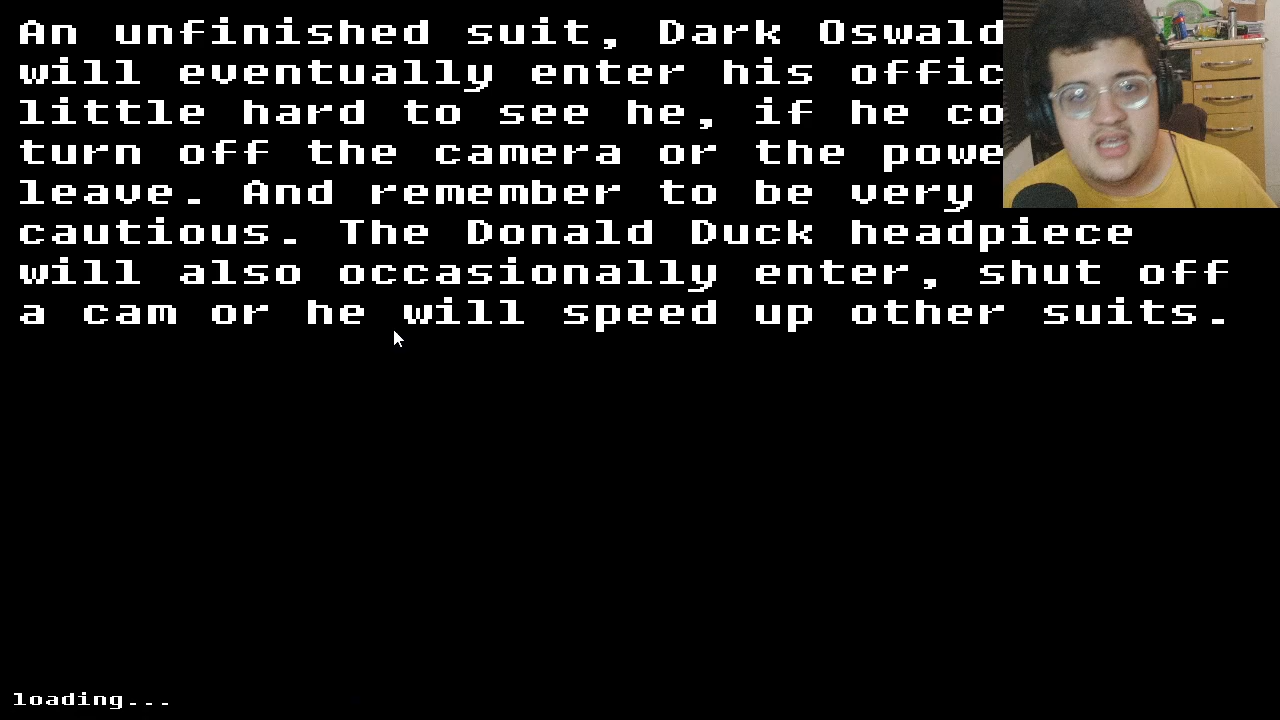 An unfinished suit, Dark Oswald
will eventually enter his offic
little hard to see he, if he co
turn off the camera or the powe
leave. And remember to be very
cautious. The Donald Duck headpiece
will also occasionally enter, shut off
a cam or he will speed up other suits.
loading...